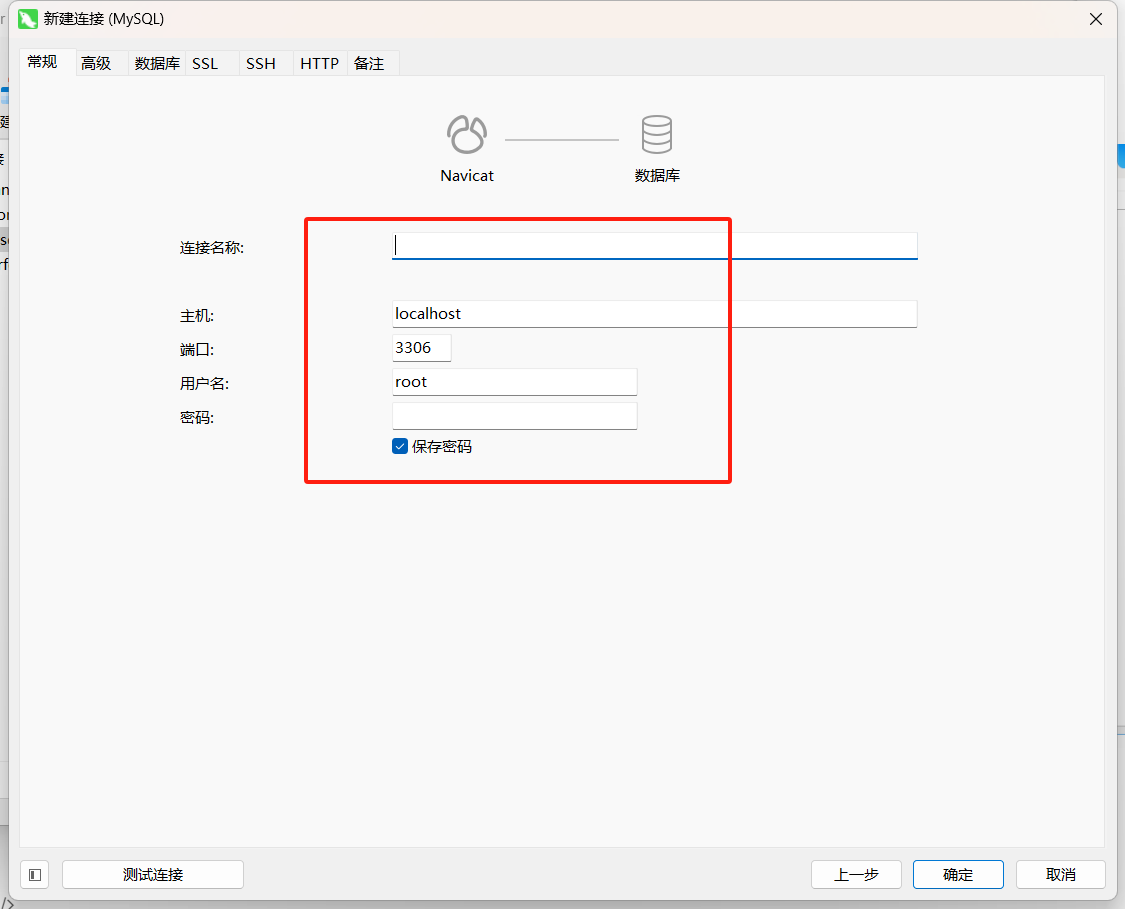 新建连接 (MySQL)
常规 高级 数据库 SSL SSH HTTP 备注
Navicat 数据库
连接名称:
主机: localhost
端口: 3306
用户名: root
密码:
保存密码
测试连接 上一步 确定 取消